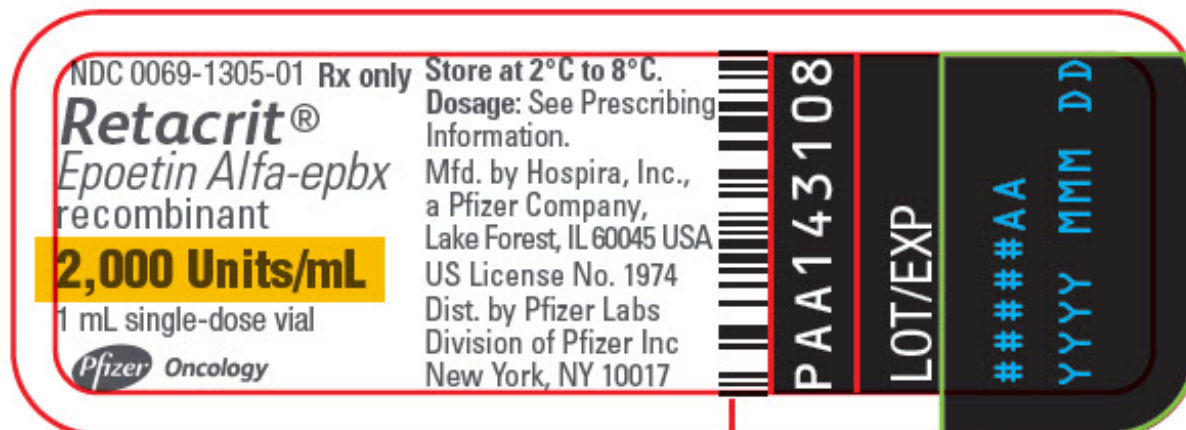 NDC 0069-1305-01 Rx only
Retacrit®
Epoetin Alfa-epbx
recombinant
2,000 Units/mL
1 mL single-dose vial
Pfizer Oncology
Store at 2°C to 8°C.
Dosage: See Prescribing
Information.
Mfd. by Hospira, Inc.,
a Pfizer Company,
Lake Forest, IL 60045 USA
US License No. 1974
Dist. by Pfizer Labs
Division of Pfizer Inc
New York, NY 10017
PAA143108
LOT/EXP
######AA
YYYY MMM DD